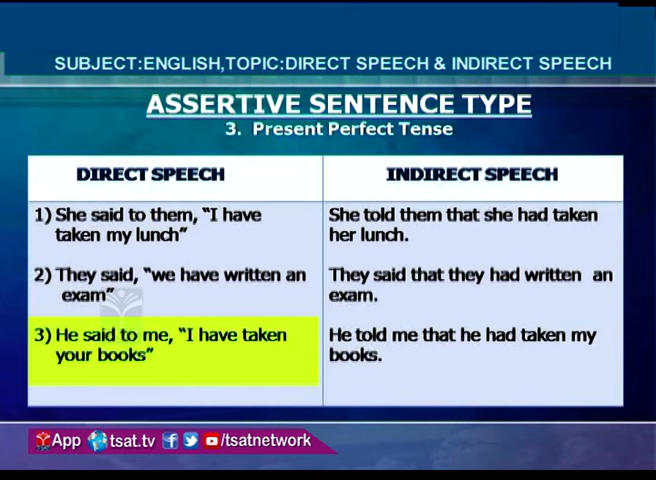 SUBJECT:ENGLISH,TOPIC:DIRECT SPEECH & INDIRECT SPEECH
ASSERTIVE SENTENCE TYPE
3. Present Perfect Tense
DIRECT SPEECH
INDIRECT SPEECH
1) She said to them, “I have
taken my lunch”
She told them that she had taken
her lunch.
2) They said, “we have written an
exam”
They said that they had written an
exam.
3) He said to me, “I have taken
your books”
He told me that he had taken my
books.
App tsat.tv /tsatnetwork